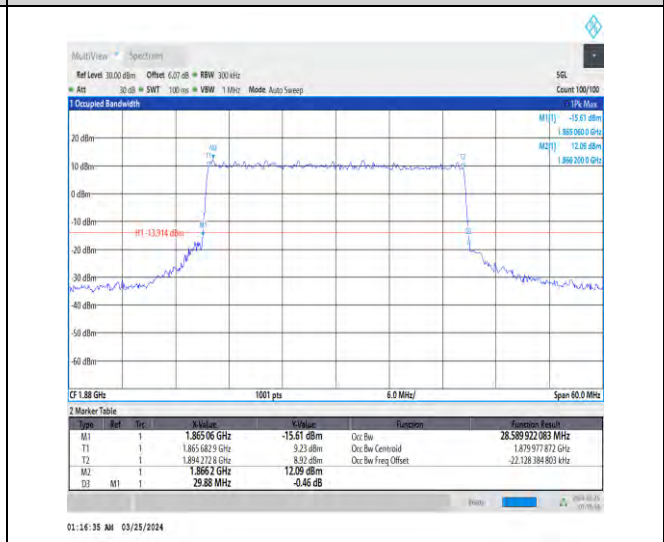 MultiView Spectrum
Ref Level 30.00 dBm Offset 6.07 dB RBW 300 kHz SGL
Att 30 dB SWT 100 ms VBW 1 MHz Mode Auto Sweep Count 100/100
1 Occupied Bandwidth 1Pk Max
M1[1] -15.61 dBm
1.865 060 0 GHz
M2[1] 12.09 dBm
1.866 200 0 GHz
20 dBm
M2
T1
T2
10 dBm
0 dBm
-10 dBm
M1
H1 -13.914 dBm
-20 dBm
-30 dBm
-40 dBm
-50 dBm
-60 dBm
CF 1.88 GHz 1001 pts 6.0 MHz/ Span 60.0 MHz
2 Marker Table
Type Ref Trc X-Value Y-Value Function Function Result
M1 1 1.865 06 GHz -15.61 dBm Occ Bw 28.589 922 083 MHz
T1 1 1.865 682 9 GHz 9.23 dBm Occ Bw Centroid 1.879 977 872 GHz
T2 1 1.894 272 8 GHz 8.92 dBm Occ Bw Freq Offset -22.128 384 803 kHz
M2 1 1.866 2 GHz 12.09 dBm
D3 M1 1 29.88 MHz -0.46 dB
01:16:35 AM 03/25/2024